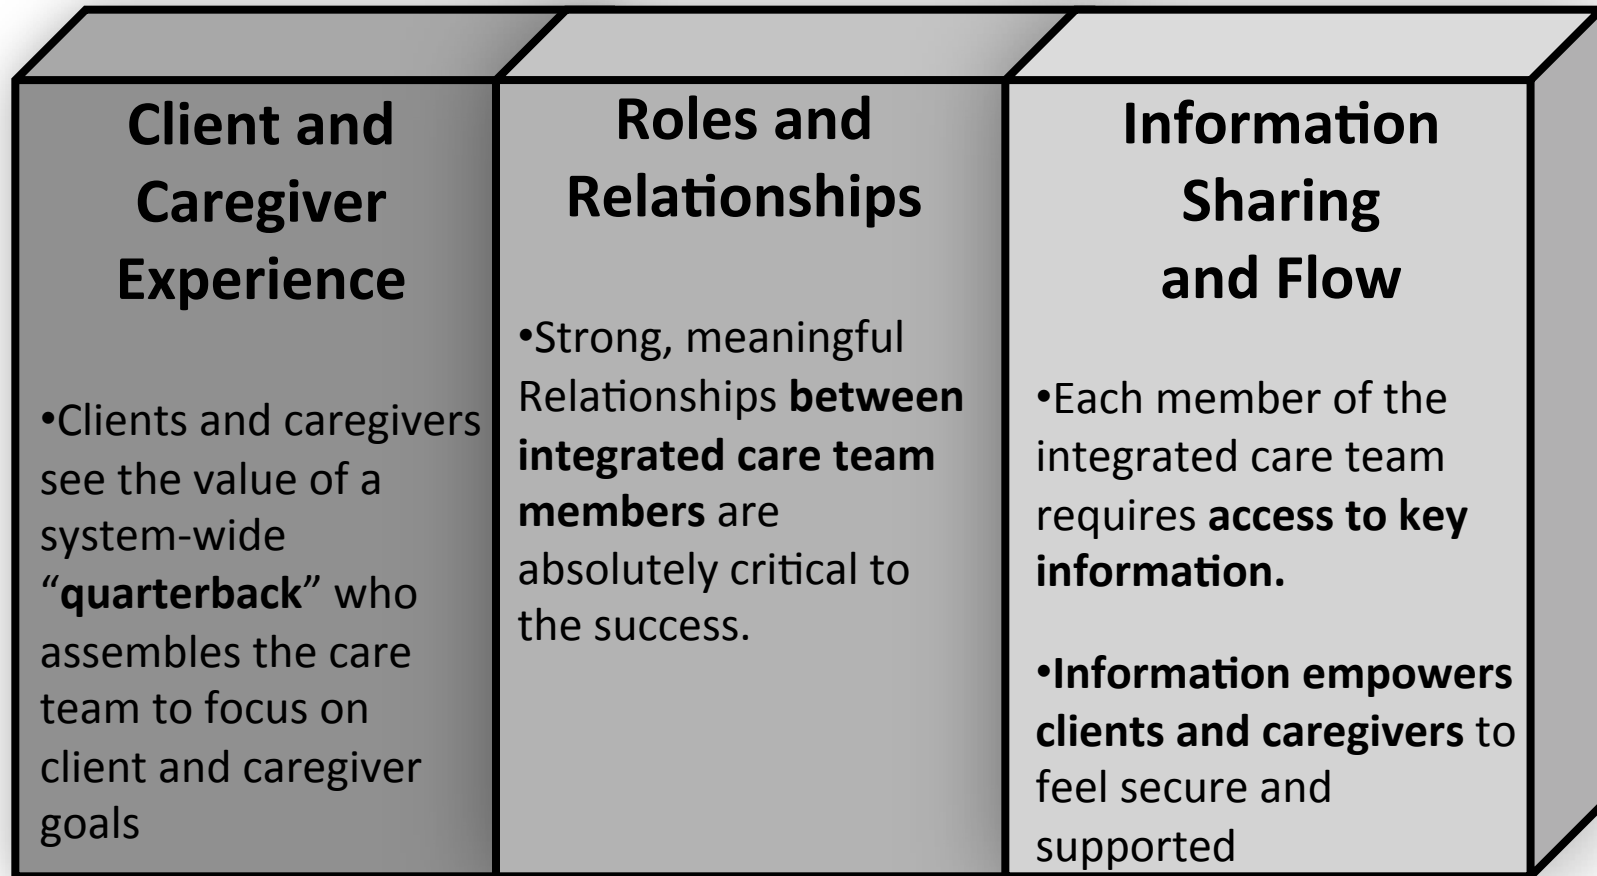 Client and
Caregiver
Experience
•Clients and caregivers
see the value of a
system-wide
“quarterback” who
assembles the care
team to focus on
client and caregiver
goals
Roles and
Relationships
•Strong, meaningful
Relationships between
integrated care team
members are
absolutely critical to
the success.
Information
Sharing
and Flow
•Each member of the
integrated care team
requires access to key
information.
•Information empowers
clients and caregivers to
feel secure and
supported